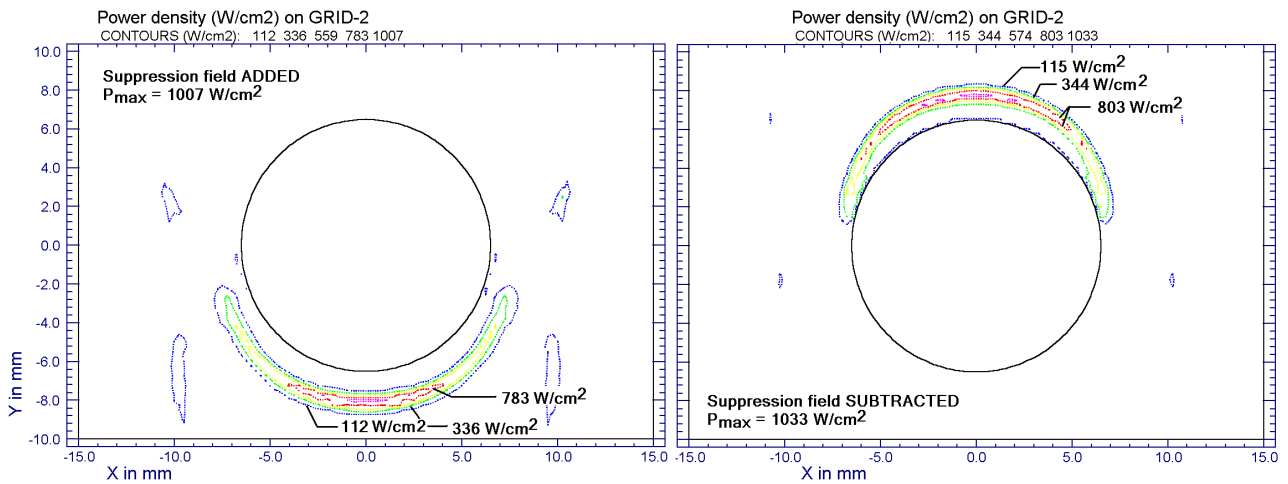 Power density (W/cm2) on GRID-2
CONTOURS (W/cm2): 112 336 559 783 1007
10.0
8.0
6.0
4.0
2.0
0.0
-2.0
-4.0
-6.0
-8.0
-10.0
Y in mm
Suppression field ADDED
Pmax = 1007 W/cm2
783 W/cm2
112 W/cm2
336 W/cm2
-15.0 -10.0 -5.0 0.0 5.0 10.0 15.0
X in mm
Power density (W/cm2) on GRID-2
CONTOURS (W/cm2): 115 344 574 803 1033
115 W/cm2
344 W/cm2
803 W/cm2
Suppression field SUBTRACTED
Pmax = 1033 W/cm2
-15.0 -10.0 -5.0 0.0 5.0 10.0 15.0
X in mm